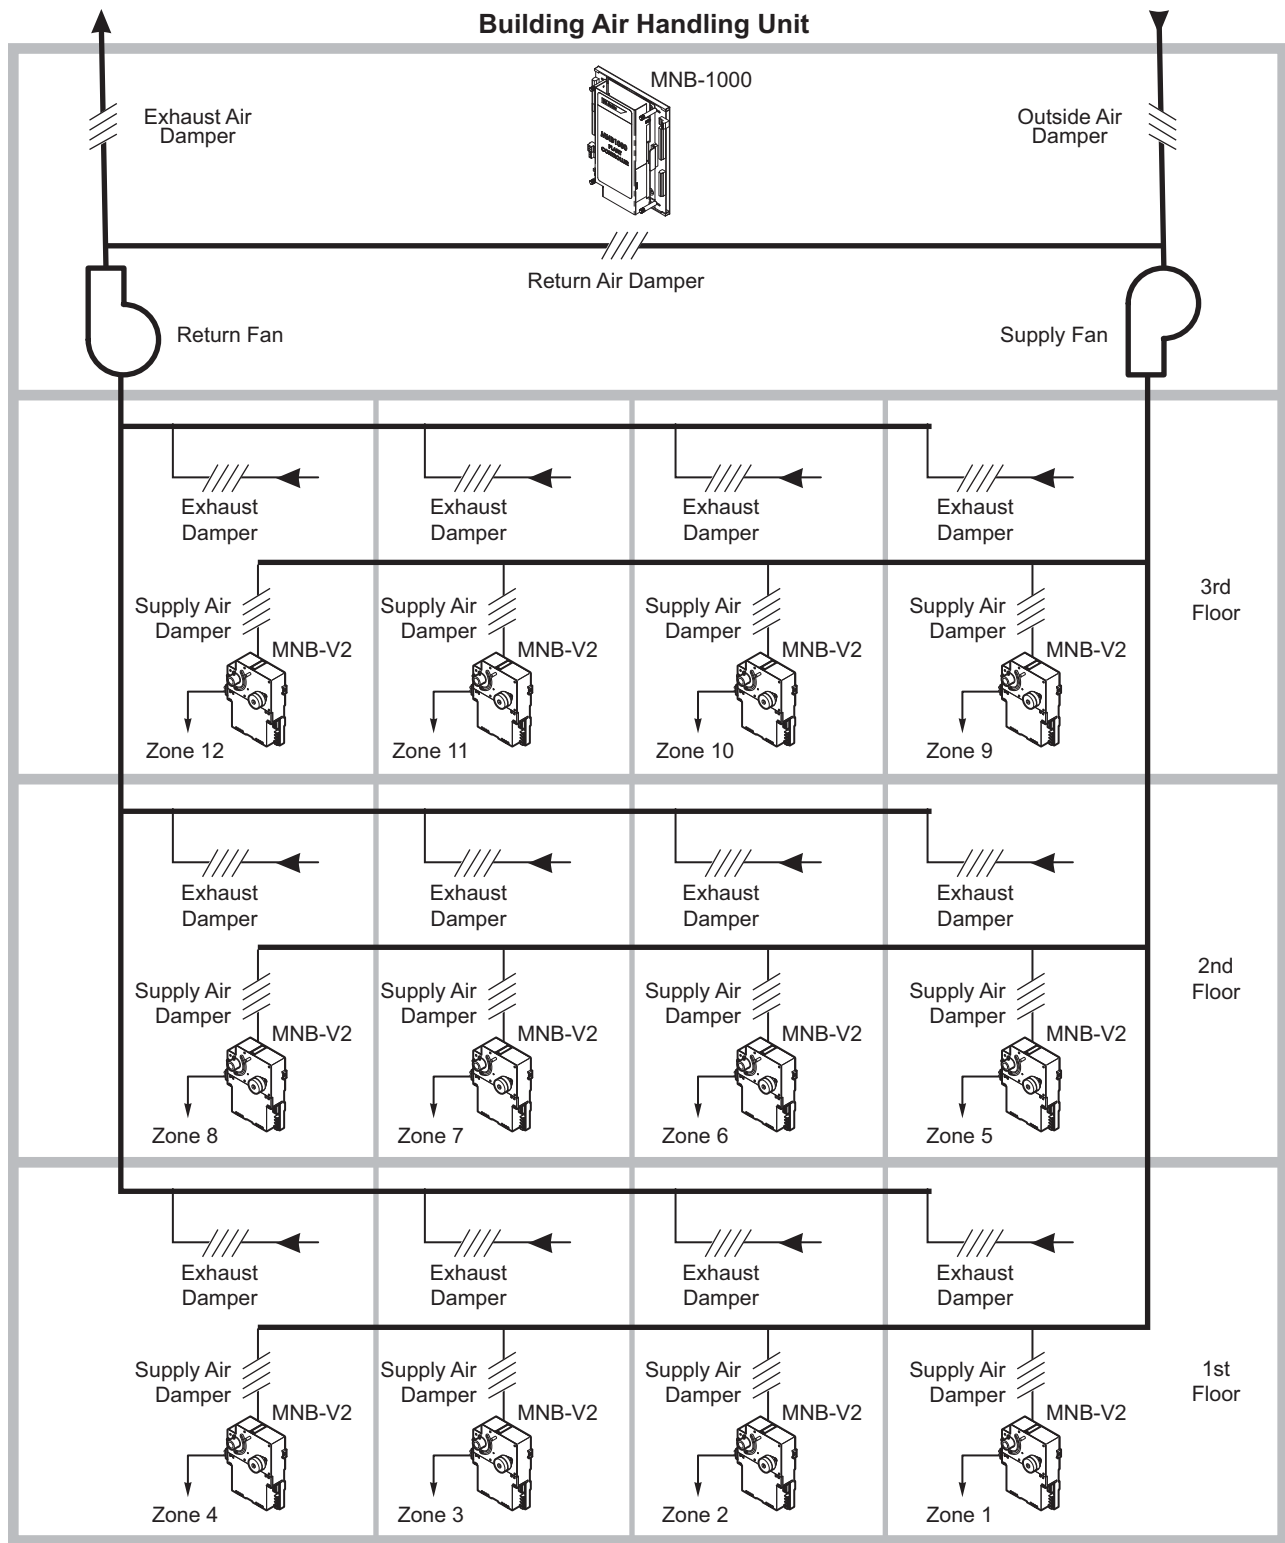 Building Air Handling Unit
MNB-1000
Exhaust Air
Damper
Outside Air
Damper
MNB1000
PLANT
CONTROLLER
Return Air Damper
Return Fan
Supply Fan
Exhaust
Damper
Exhaust
Damper
Exhaust
Damper
Exhaust
Damper
Supply Air
Damper
MNB-V2
Zone 12
Supply Air
Damper
MNB-V2
Zone 11
Supply Air
Damper
MNB-V2
Zone 10
Supply Air
Damper
MNB-V2
Zone 9
3rd
Floor
Exhaust
Damper
Exhaust
Damper
Exhaust
Damper
Exhaust
Damper
Supply Air
Damper
MNB-V2
Zone 8
Supply Air
Damper
MNB-V2
Zone 7
Supply Air
Damper
MNB-V2
Zone 6
Supply Air
Damper
MNB-V2
Zone 5
2nd
Floor
Exhaust
Damper
Exhaust
Damper
Exhaust
Damper
Exhaust
Damper
Supply Air
Damper
MNB-V2
Zone 4
Supply Air
Damper
MNB-V2
Zone 3
Supply Air
Damper
MNB-V2
Zone 2
Supply Air
Damper
MNB-V2
Zone 1
1st
Floor